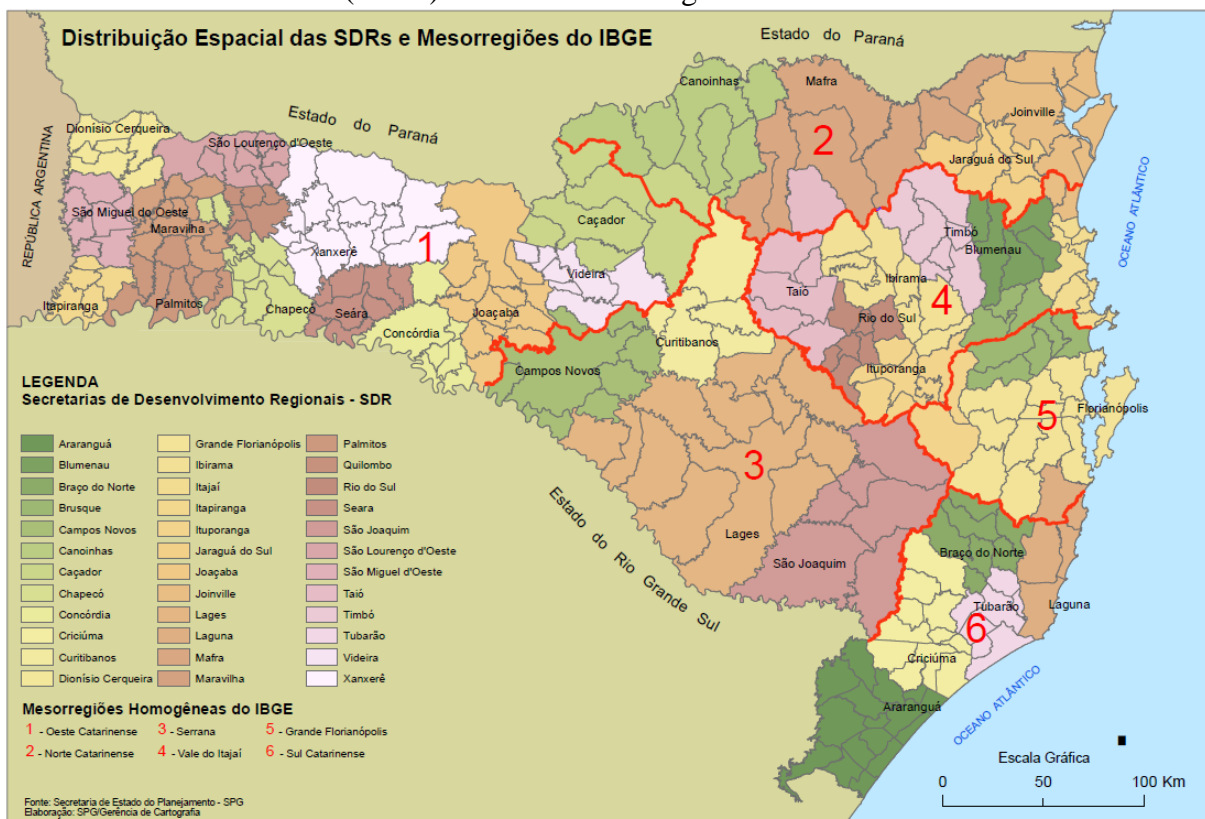 Distribuição Espacial das SDRs e Mesorregiões do IBGE
Estado do Paraná
Canoinhas
Mafra
Joinville
Dionísio Cerqueira
Estado do Paraná
São Lourenço d'Oeste
2
Jaraguá do Sul
REPÚBLICA ARGENTINA
OCEANO ATLÂNTICO
São Miguel do Oeste
Maravilha
Caçador
Timbó
Blumenau
Xanxerê
1
Videira
Ibirama
Taió
4
Itapiranga
Palmitos
Chapecó
Seára
Joaçaba
Rio do Sul
Concórdia
Curitibanos
Campos Novos
Ituporanga
5
Florianópolis
3
Lages
Estado do Rio Grande Sul
São Joaquim
Braço do Norte
Tubarão
Laguna
6
Criciúma
Araranguá
OCEANO ATLÂNTICO
LEGENDA
Secretarias de Desenvolvimento Regionais - SDR
Araranguá
Blumenau
Braço do Norte
Brusque
Campos Novos
Canoinhas
Caçador
Chapecó
Concórdia
Criciúma
Curitibanos
Dionísio Cerqueira
Grande Florianópolis
Ibirama
Itajaí
Itapiranga
Ituporanga
Jaraguá do Sul
Joaçaba
Joinville
Lages
Laguna
Mafra
Maravilha
Palmitos
Quilombo
Rio do Sul
Seara
São Joaquim
São Lourenço d'Oeste
São Miguel d'Oeste
Taió
Timbó
Tubarão
Videira
Xanxerê
Mesorregiões Homogêneas do IBGE
1 - Oeste Catarinense 3 - Serrana 5 - Grande Florianópolis
2 - Norte Catarinense 4 - Vale do Itajaí 6 - Sul Catarinense
Fonte: Secretaria de Estado do Planejamento - SPG
Elaboração: SPG/Gerência de Cartografia
Escala Gráfica
0 50 100 Km